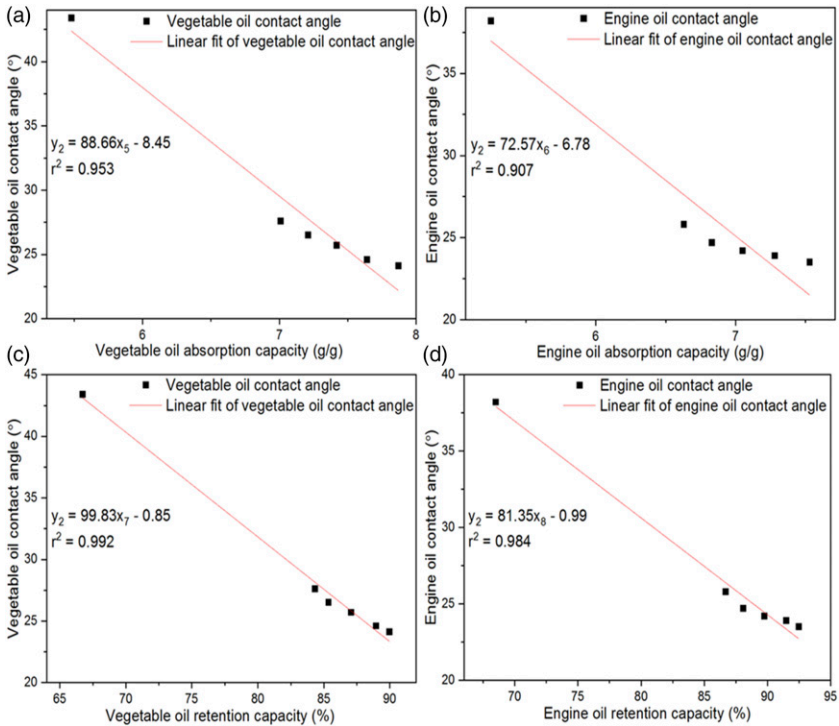 (a)
Vegetable oil contact angle
Linear fit of vegetable oil contact angle
y₂ = 88.66x₅ - 8.45
r² = 0.953
Vegetable oil contact angle (°)
40
35
30
25
20
6
7
8
Vegetable oil absorption capacity (g/g)
(b)
Engine oil contact angle
Linear fit of engine oil contact angle
y₂ = 72.57x₆ - 6.78
r² = 0.907
Engine oil contact angle (°)
35
30
25
20
6
7
Engine oil absorption capacity (g/g)
(c)
Vegetable oil contact angle
Linear fit of vegetable oil contact angle
y₂ = 99.83x₇ - 0.85
r² = 0.992
Vegetable oil contact angle (°)
45
40
35
30
25
20
65
70
75
80
85
90
Vegetable oil retention capacity (%)
(d)
Engine oil contact angle
Linear fit of engine oil contact angle
y₂ = 81.35x₈ - 0.99
r² = 0.984
Engine oil contact angle (°)
40
35
30
25
20
70
75
80
85
90
95
Engine oil retention capacity (%)